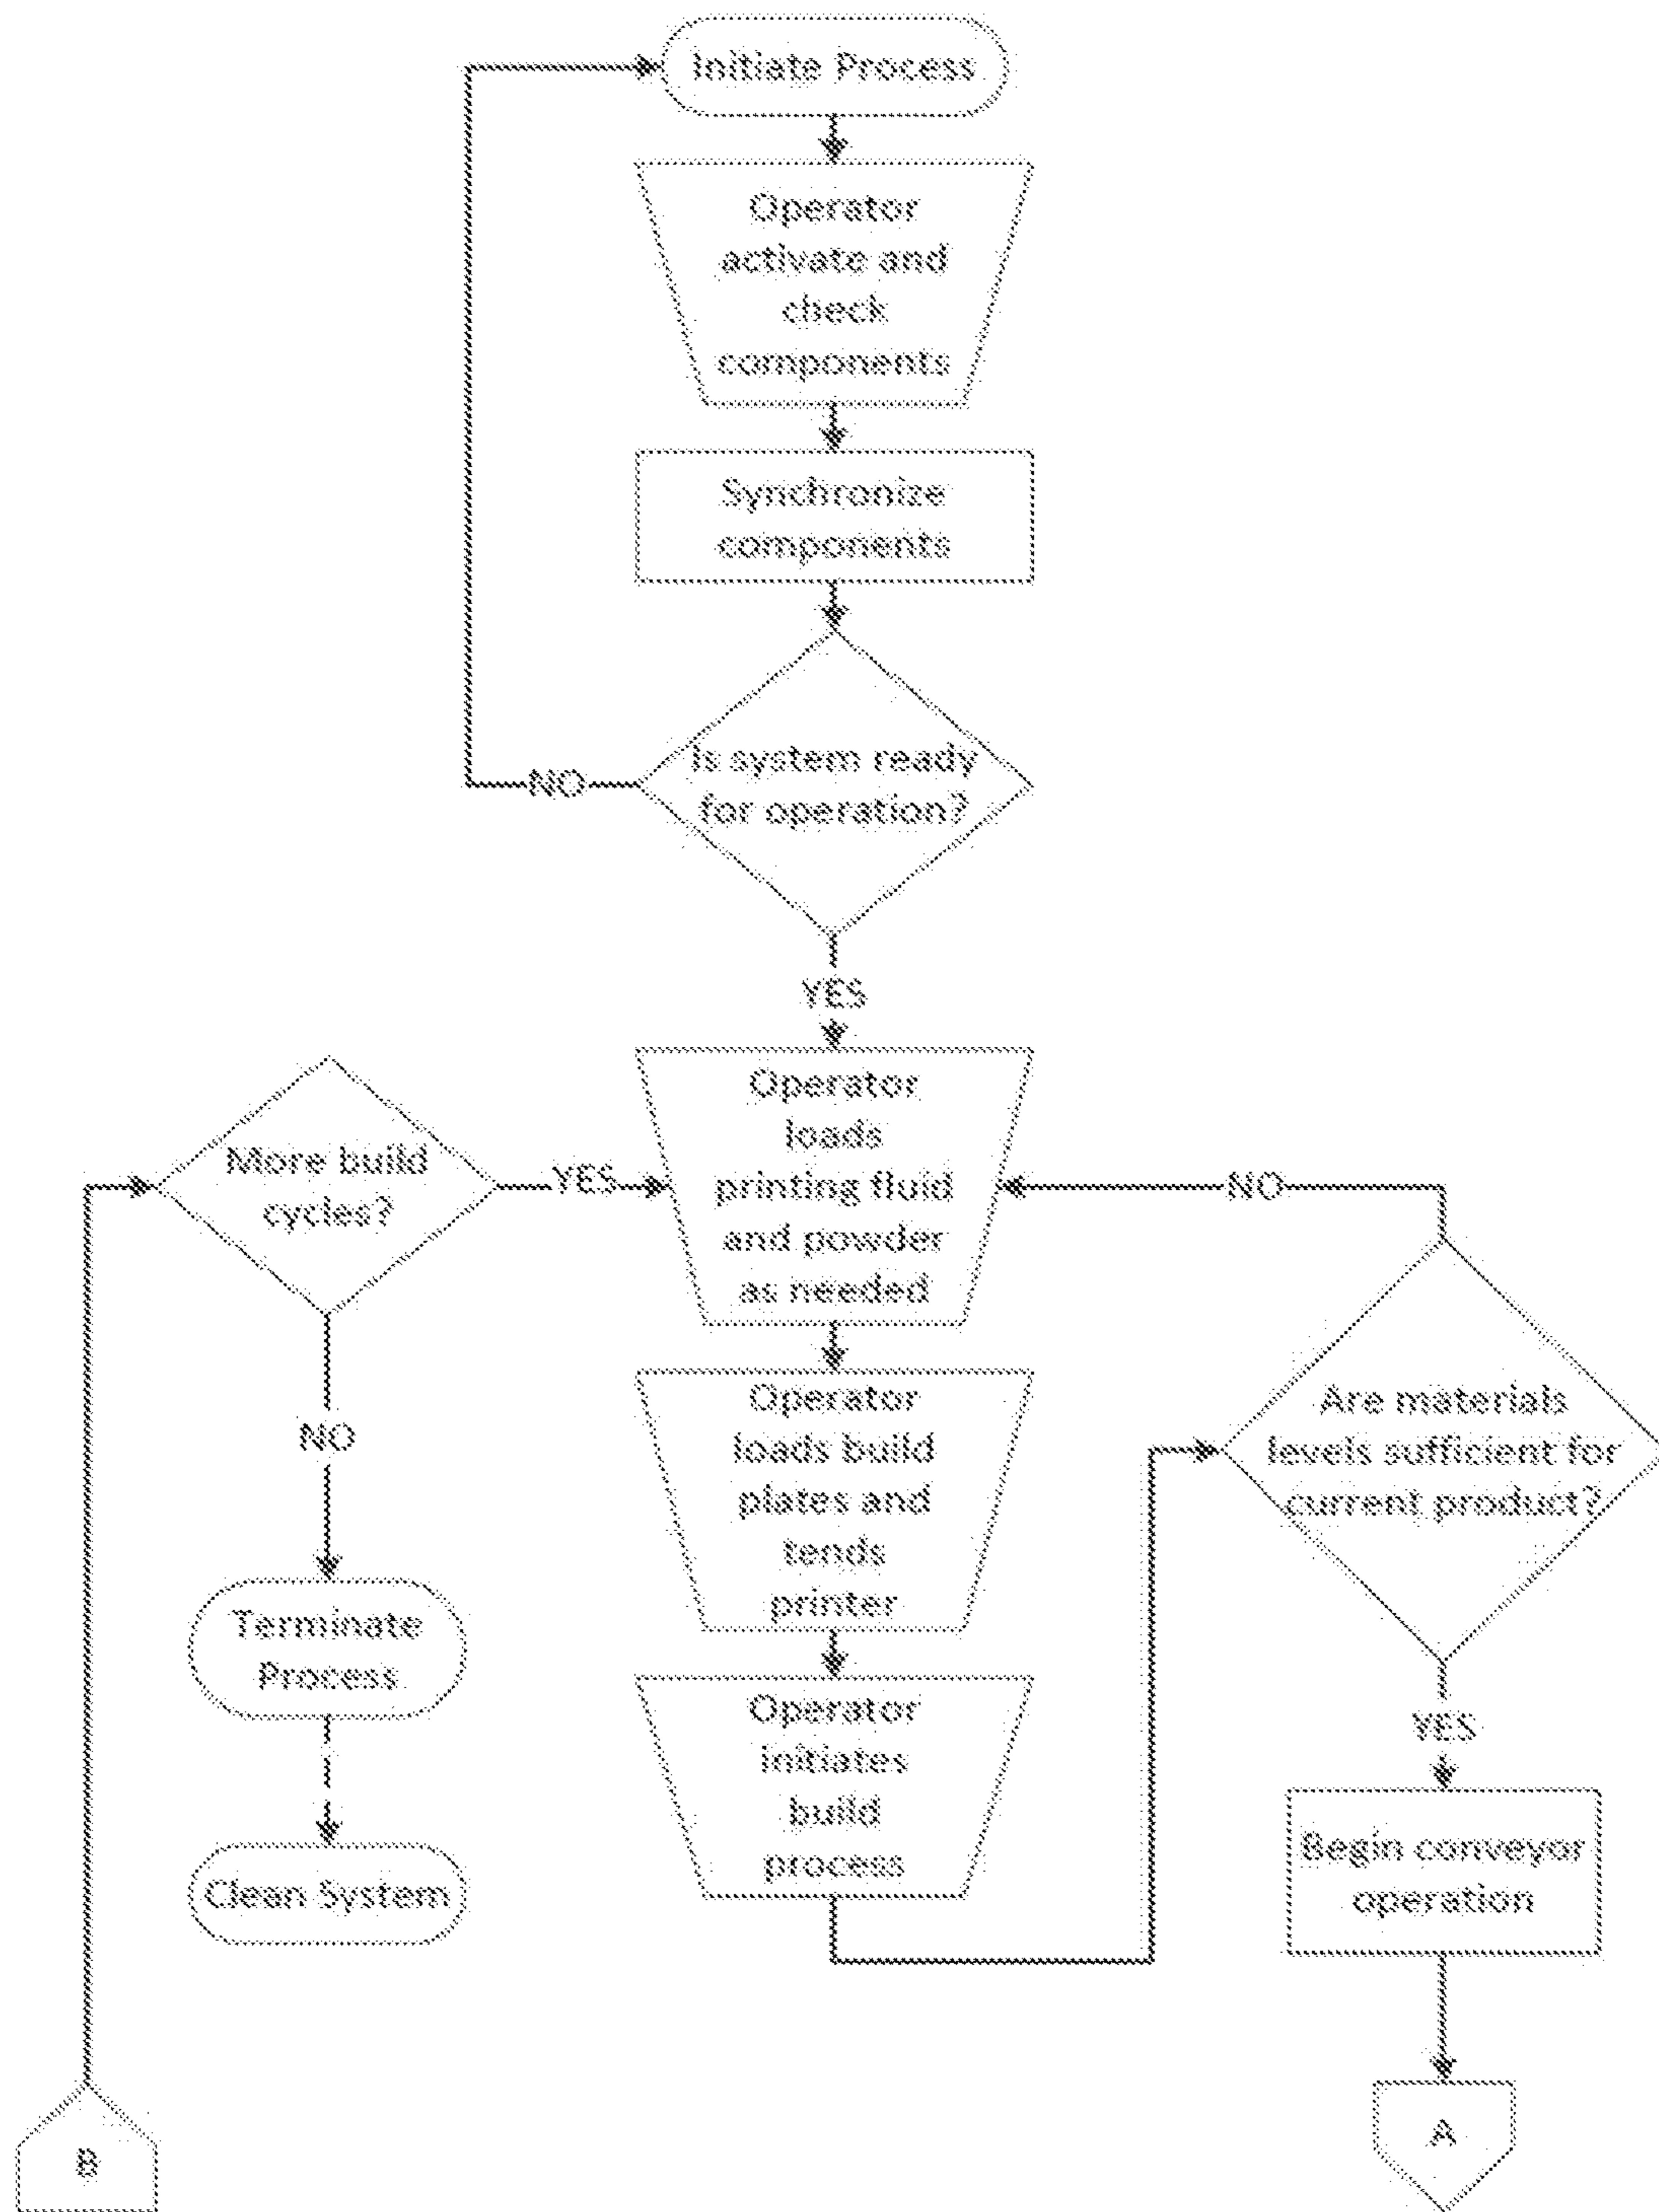 Initiate Process
Operator
activate and
check
components
Synchronize
components
Is system ready
for operation?
NO
YES
More build
cycles?
YES
Operator
loads
printing fluid
and powder
as needed
NO
NO
Operator
loads build
plates and
tends
printer
Are materials
levels sufficient for
current product?
Terminate
Process
Operator
initiates
build
process
YES
Clean System
Begin conveyor
operation
B
A